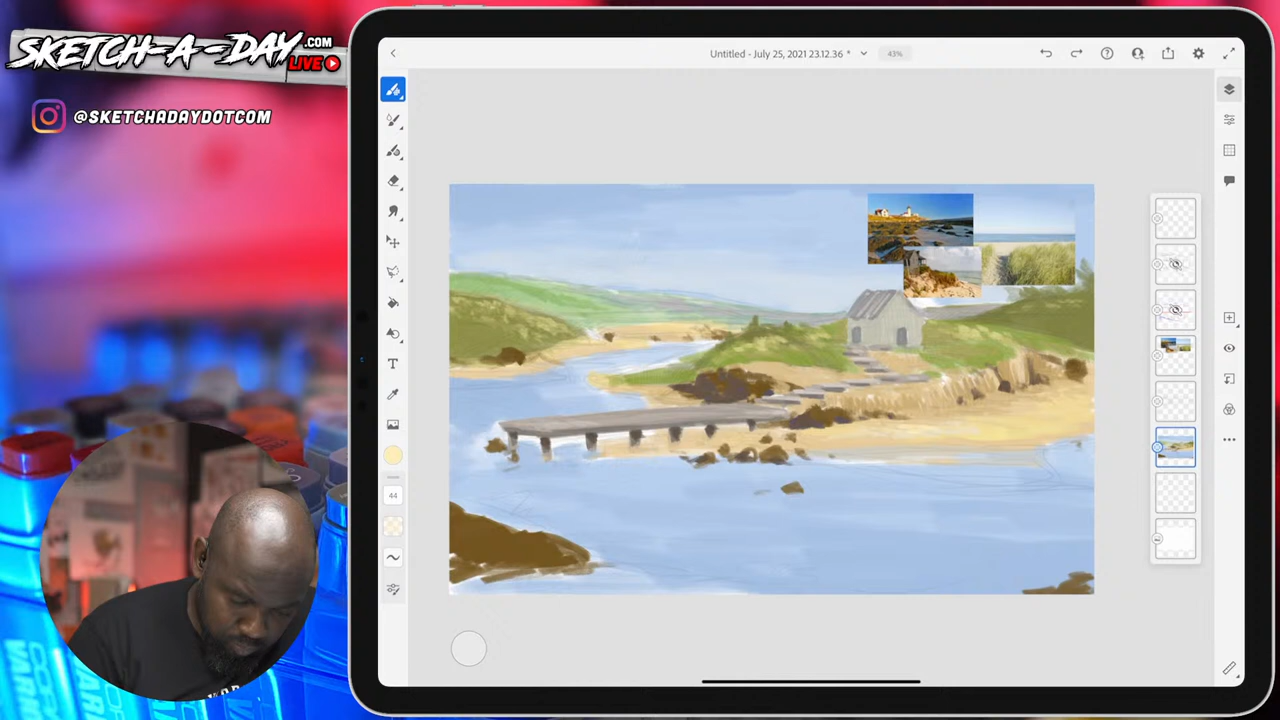 SKETCH-A-DAY.COM
LIVE
@SKETCHADAYDOTCOM
Untitled - July 25, 2021 23.12.36 *
43%
T
44